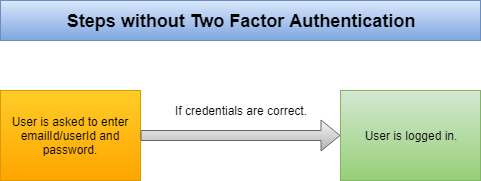 Steps without Two Factor Authentication
User is asked to enter
emailId/userId and
password.
If credentials are correct.
User is logged in.